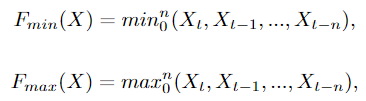 F_{min}(X) = min_0^n(X_t, X_{t-1}, ..., X_{t-n}),
F_{max}(X) = max_0^n(X_t, X_{t-1}, ..., X_{t-n}),